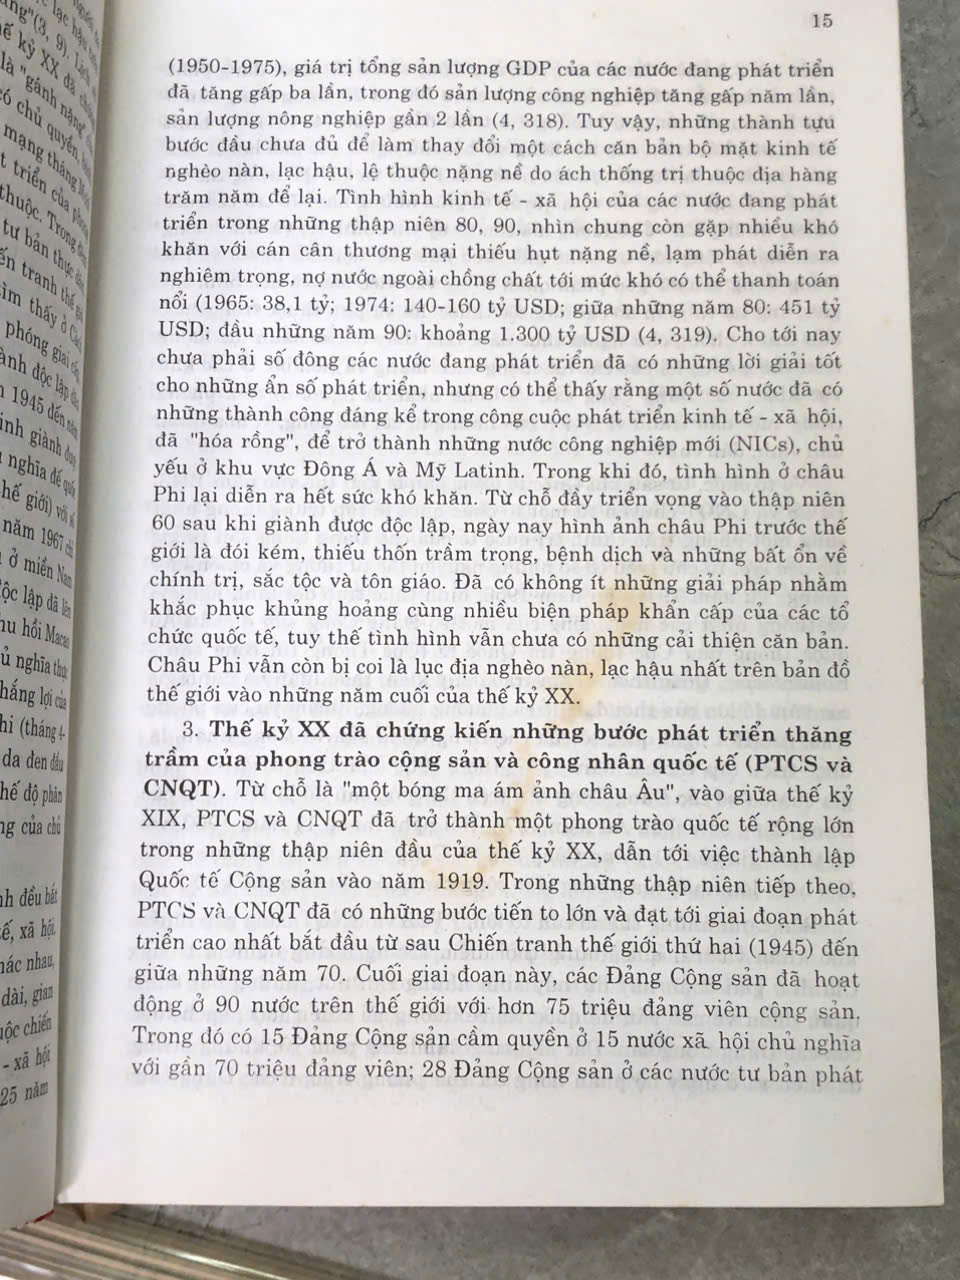 15
(1950-1975), giá trị tổng sản lượng GDP của các nước đang phát triển
đã tăng gấp ba lần, trong đó sản lượng công nghiệp tăng gấp năm lần,
sản lượng nông nghiệp gần 2 lần (4, 318). Tuy vậy, những thành tựu
bước đầu chưa đủ để làm thay đổi một cách căn bản bộ mặt kinh tế
nghèo nàn, lạc hậu, lệ thuộc nặng nề do ách thống trị thuộc địa hàng
trăm năm để lại. Tình hình kinh tế - xã hội của các nước đang phát
triển trong những thập niên 80, 90, nhìn chung còn gặp nhiều khó
khăn với cán cân thương mại thiếu hụt nặng nề, lạm phát diễn ra
nghiêm trọng, nợ nước ngoài chồng chất tới mức khó có thể thanh toán
nổi (1965: 38,1 tỷ; 1974: 140-160 tỷ USD; giữa những năm 80: 451 tỷ
USD; đầu những năm 90: khoảng 1.300 tỷ USD (4, 319). Cho tới nay
chưa phải số đông các nước đang phát triển đã có những lời giải tốt
cho những ẩn số phát triển, nhưng có thể thấy rằng một số nước đã có
những thành công đáng kể trong công cuộc phát triển kinh tế - xã hội,
đã "hóa rồng", để trở thành những nước công nghiệp mới (NICs), chủ
yếu ở khu vực Đông Á và Mỹ Latinh. Trong khi đó, tình hình ở châu
Phi lại diễn ra hết sức khó khăn. Từ chỗ đầy triển vọng vào thập niên
60 sau khi giành được độc lập, ngày nay hình ảnh châu Phi trước thế
giới là đói kém, thiếu thốn trầm trọng, bệnh dịch và những bất ổn về
chính trị, sắc tộc và tôn giáo. Đã có không ít những giải pháp nhằm
khắc phục khủng hoảng cùng nhiều biện pháp khẩn cấp của các tổ
chức quốc tế, tuy thế tình hình vẫn chưa có những cải thiện căn bản.
Châu Phi vẫn còn bị coi là lục địa nghèo nàn, lạc hậu nhất trên bản đồ
thế giới vào những năm cuối của thế kỷ XX.
3. Thế kỷ XX đã chứng kiến những bước phát triển thăng
trầm của phong trào cộng sản và công nhân quốc tế (PTCS và
CNQT). Từ chỗ là "một bóng ma ám ảnh châu Âu", vào giữa thế kỷ
XIX, PTCS và CNQT đã trở thành một phong trào quốc tế rộng lớn
trong những thập niên đầu của thế kỷ XX, dẫn tới việc thành lập
Quốc tế Cộng sản vào năm 1919. Trong những thập niên tiếp theo,
PTCS và CNQT đã có những bước tiến to lớn và đạt tới giai đoạn phát
triển cao nhất bắt đầu từ sau Chiến tranh thế giới thứ hai (1945) đến
giữa những năm 70. Cuối giai đoạn này, các Đảng Cộng sản đã hoạt
động ở 90 nước trên thế giới với hơn 75 triệu đảng viên cộng sản.
Trong đó có 15 Đảng Cộng sản cầm quyền ở 15 nước xã hội chủ nghĩa
với gần 70 triệu đảng viên; 28 Đảng Cộng sản ở các nước tư bản phát